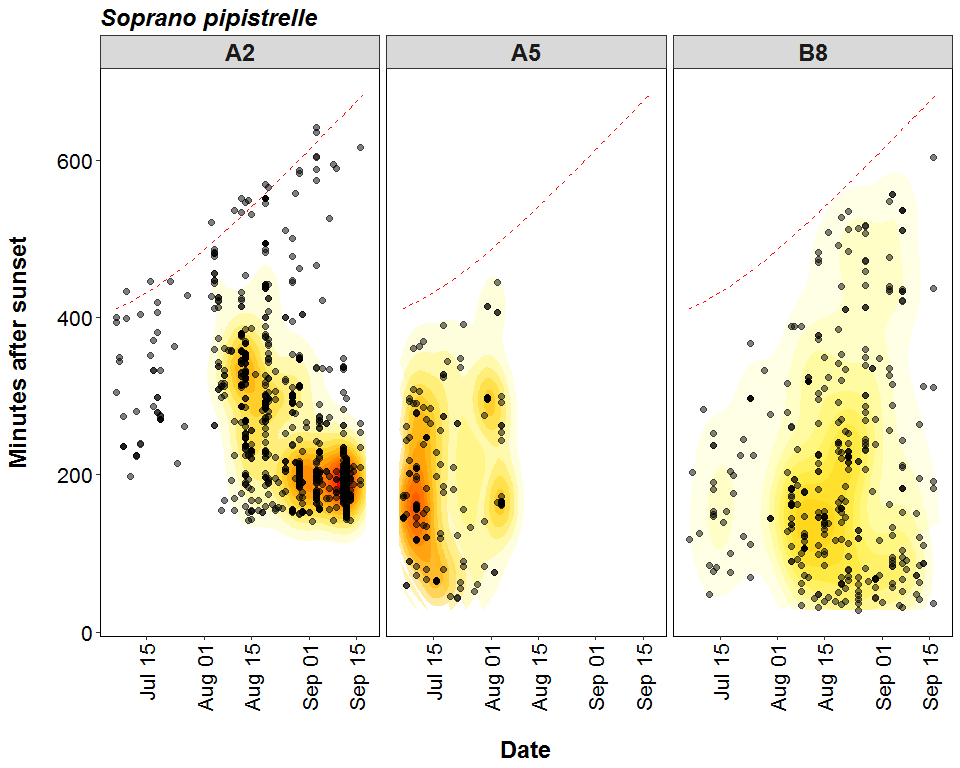 Soprano pipistrelle
A2 A5 B8
Minutes after sunset
600
400
200
0
Jul 15 Aug 01 Aug 15 Sep 01 Sep 15 Jul 15 Aug 01 Aug 15 Sep 01 Sep 15 Jul 15 Aug 01 Aug 15 Sep 01 Sep 15
Date